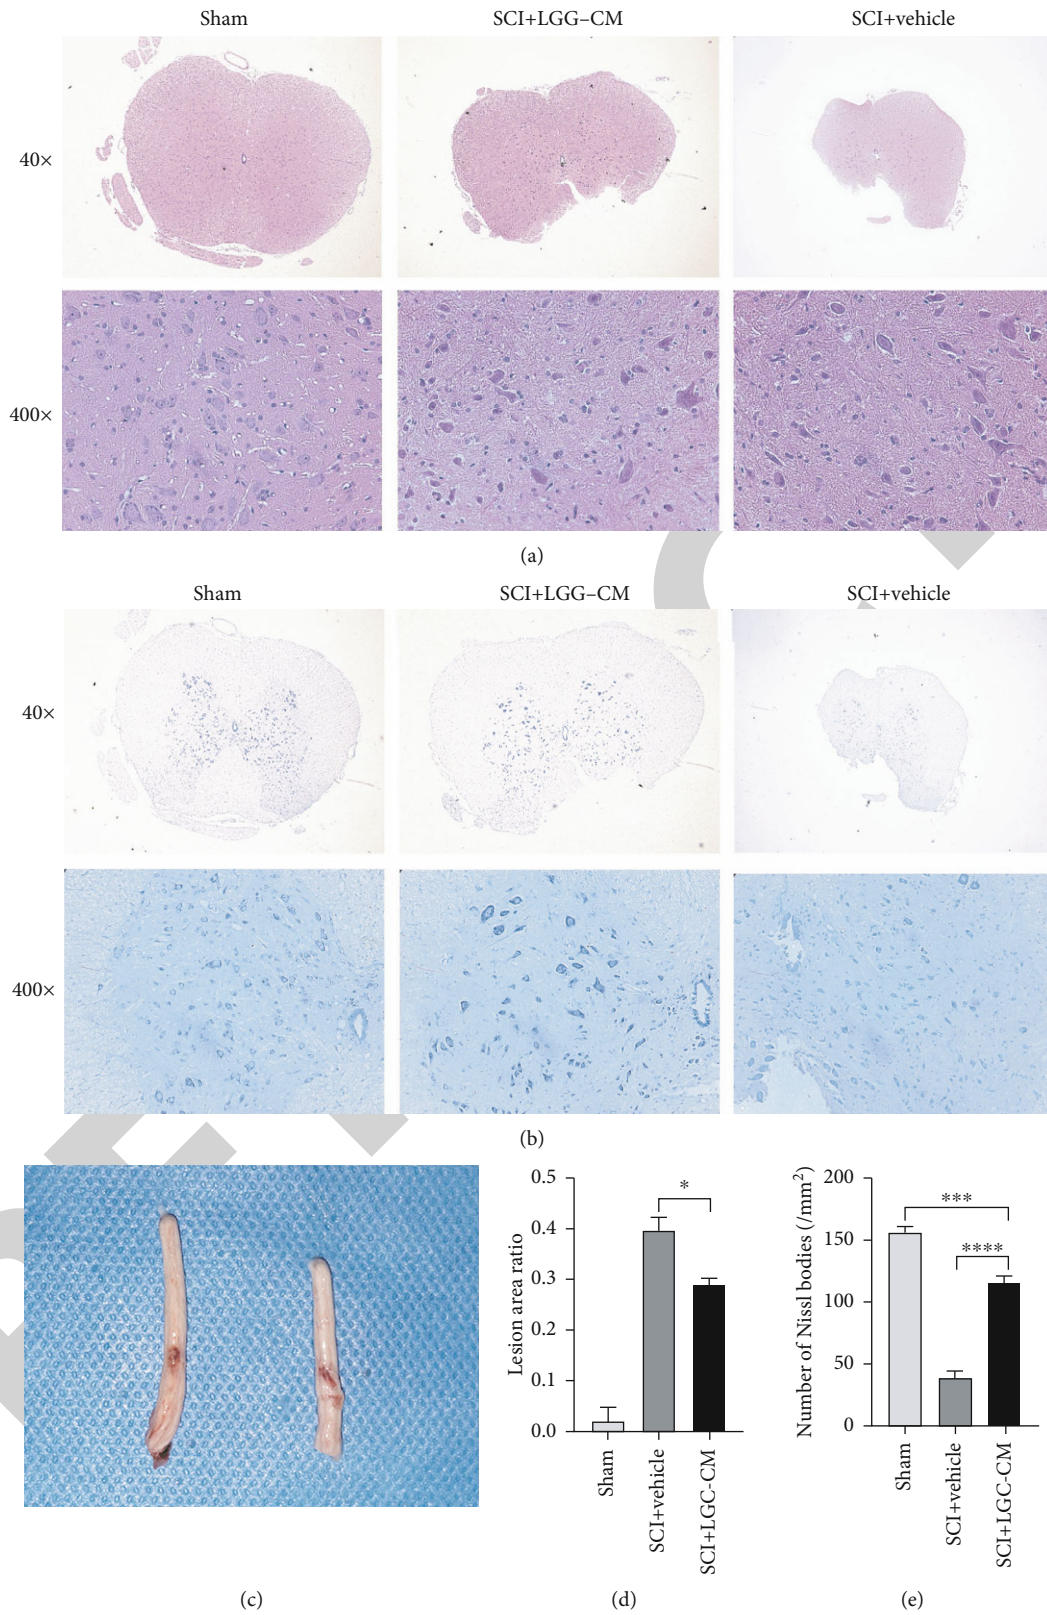 Sham SCI+LGG–CM SCI+vehicle
40×
400×
(a)
Sham SCI+LGG–CM SCI+vehicle
40×
400×
(b)
0.5
0.4
0.3
0.2
0.1
0.0
Lesion area ratio
*
Sham
SCI+vehicle
SCI+LGC-CM
150
200
100
50
0
Number of Nissl bodies (/mm²)
***
****
Sham
SCI+vehicle
SCI+LGC-CM
(c) (d) (e)